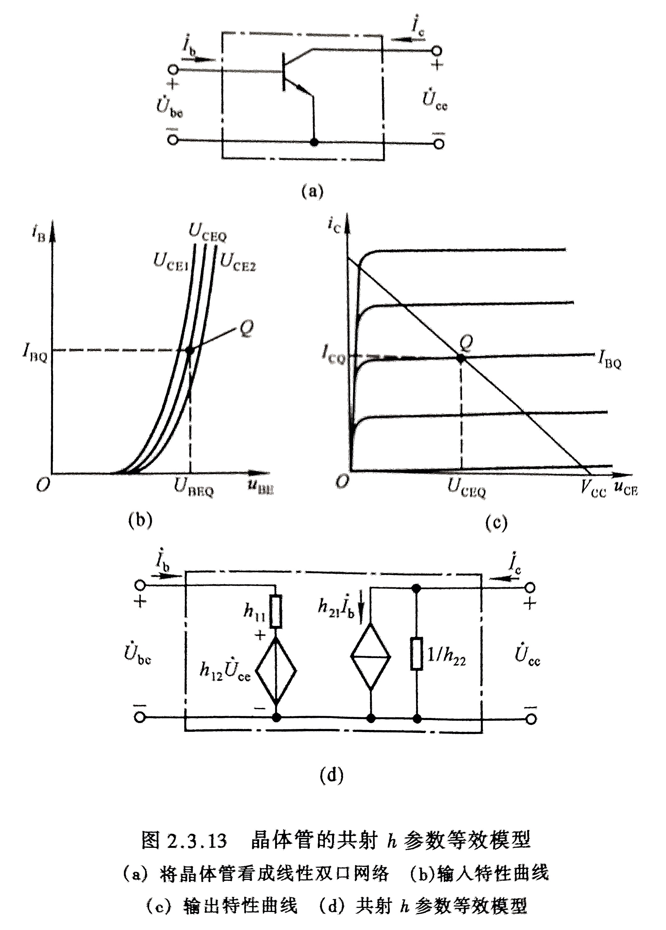 İb İc
+ +
U̇be U̇ce
− −
(a)
iB UCEQ iC
UCE1 UCE2
Q Q
IBQ ICQ IBQ
O UBEQ uBE O UCEQ VCC uCE
(b) (c)
İb İc
+ +
h11 h21İb
+
U̇be h12U̇ce 1/h22 U̇ce
− − −
(d)
图 2.3.13 晶体管的共射 h 参数等效模型
(a) 将晶体管看成线性双口网络 (b)输入特性曲线
(c) 输出特性曲线 (d) 共射 h 参数等效模型